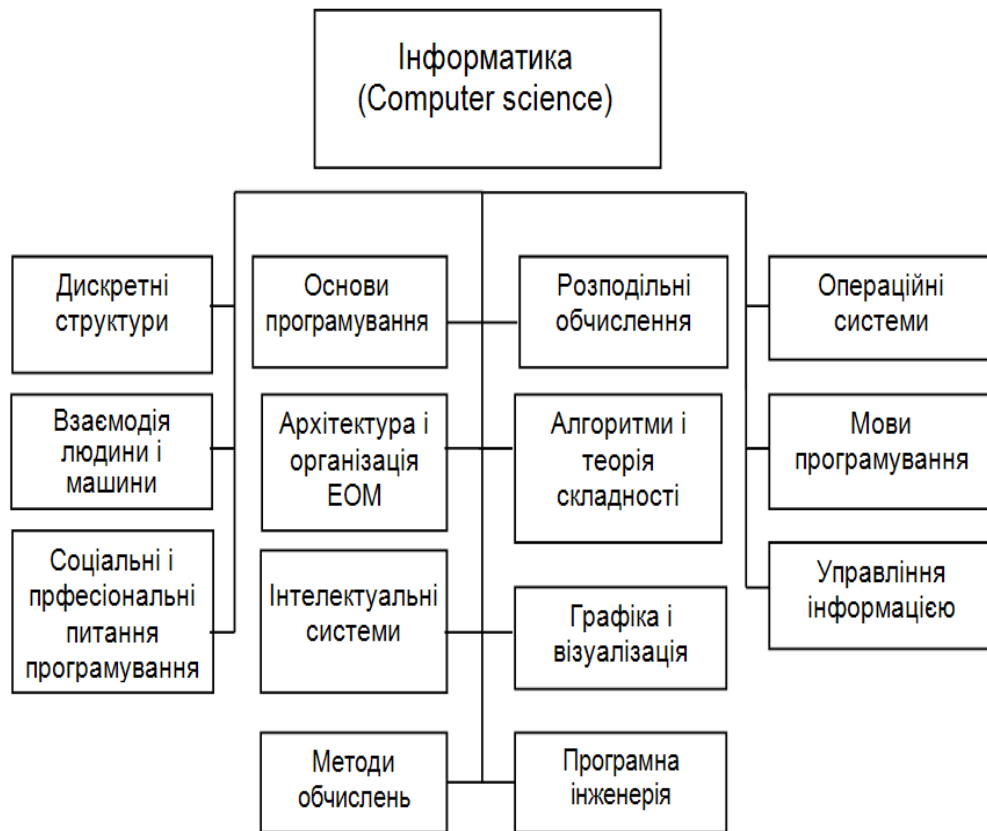 Інформатика
(Computer science)
Дискретні
структури
Основи
програмування
Розподільні
обчислення
Операційні
системи
Взаємодія
людини і
машини
Архітектура і
організація
ЕОМ
Алгоритми і
теорія
складності
Мови
програмування
Соціальні і
прфесіональні
питання
програмування
Інтелектуальні
системи
Графіка і
візуалізація
Управління
інформацією
Методи
обчислень
Програмна
інженерія